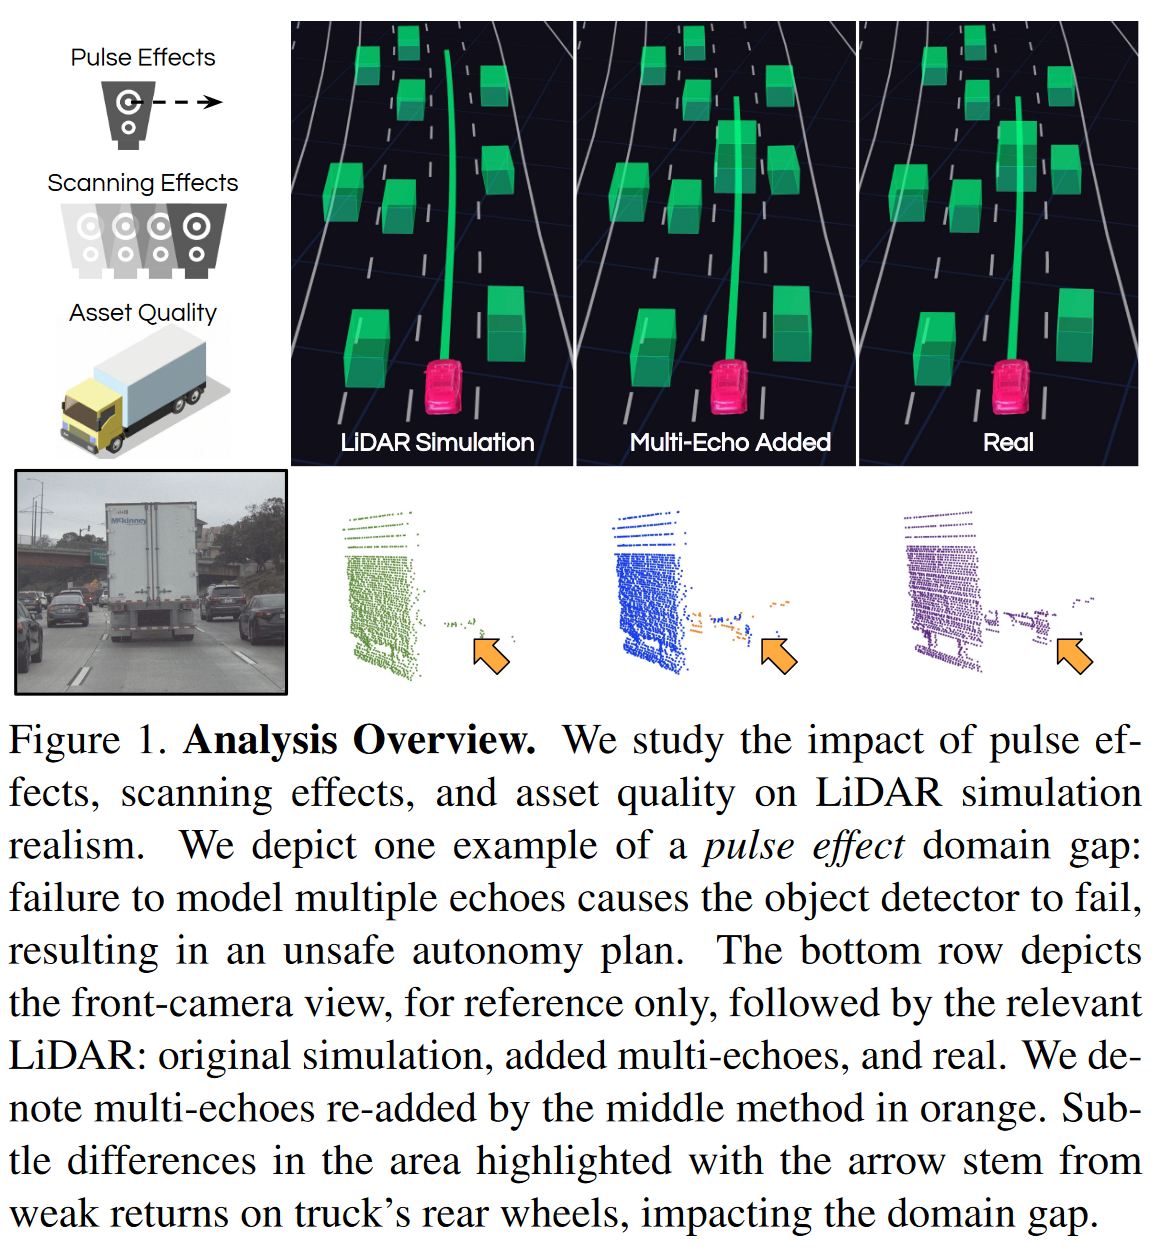 Pulse Effects
Scanning Effects
Asset Quality
LiDAR Simulation
Multi-Echo Added
Real
Mckinney
Figure 1. Analysis Overview. We study the impact of pulse ef-
fects, scanning effects, and asset quality on LiDAR simulation
realism. We depict one example of a pulse effect domain gap:
failure to model multiple echoes causes the object detector to fail,
resulting in an unsafe autonomy plan. The bottom row depicts
the front-camera view, for reference only, followed by the relevant
LiDAR: original simulation, added multi-echoes, and real. We de-
note multi-echoes re-added by the middle method in orange. Sub-
tle differences in the area highlighted with the arrow stem from
weak returns on truck's rear wheels, impacting the domain gap.